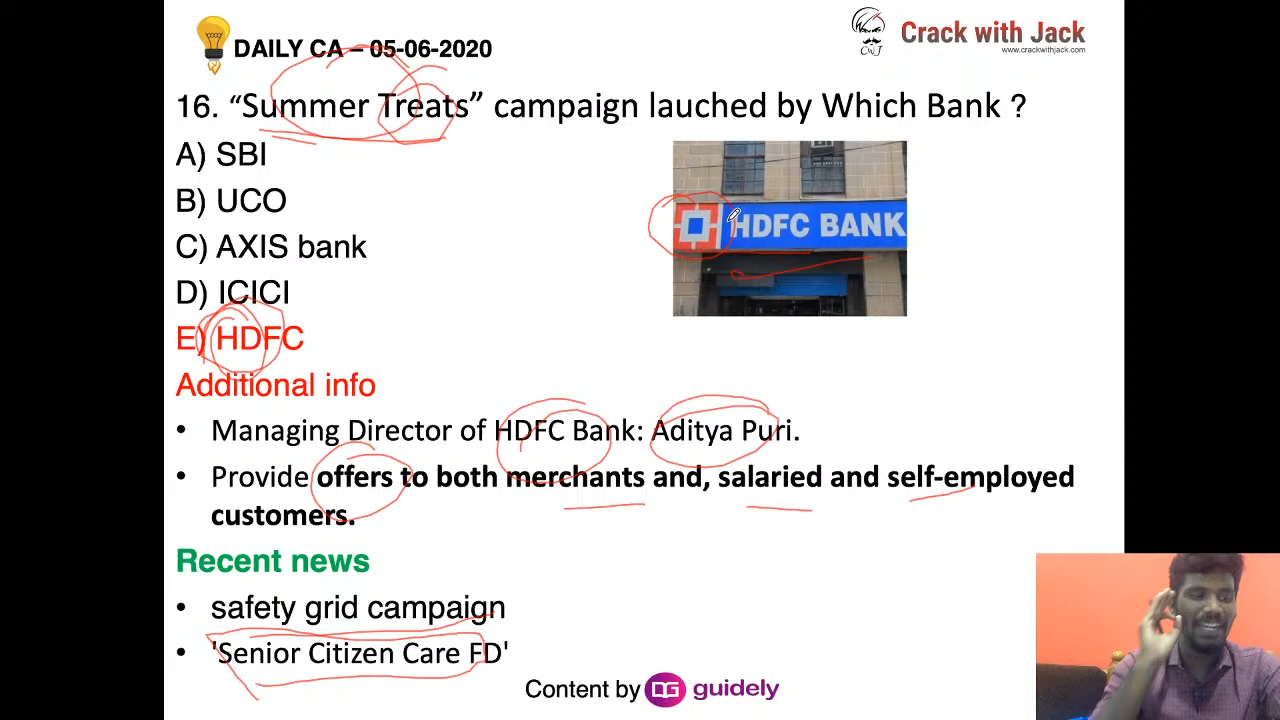 DAILY CA – 05-06-2020
Crack with Jack
www.crackwithjack.com
CWJ
16. “Summer Treats” campaign lauched by Which Bank ?
A) SBI
B) UCO
C) AXIS bank
D) ICICI
E) HDFC
HDFC BANK
Additional info
• Managing Director of HDFC Bank: Aditya Puri.
• Provide offers to both merchants and, salaried and self-employed
customers.
Recent news
• safety grid campaign
• 'Senior Citizen Care FD'
Content by guidely